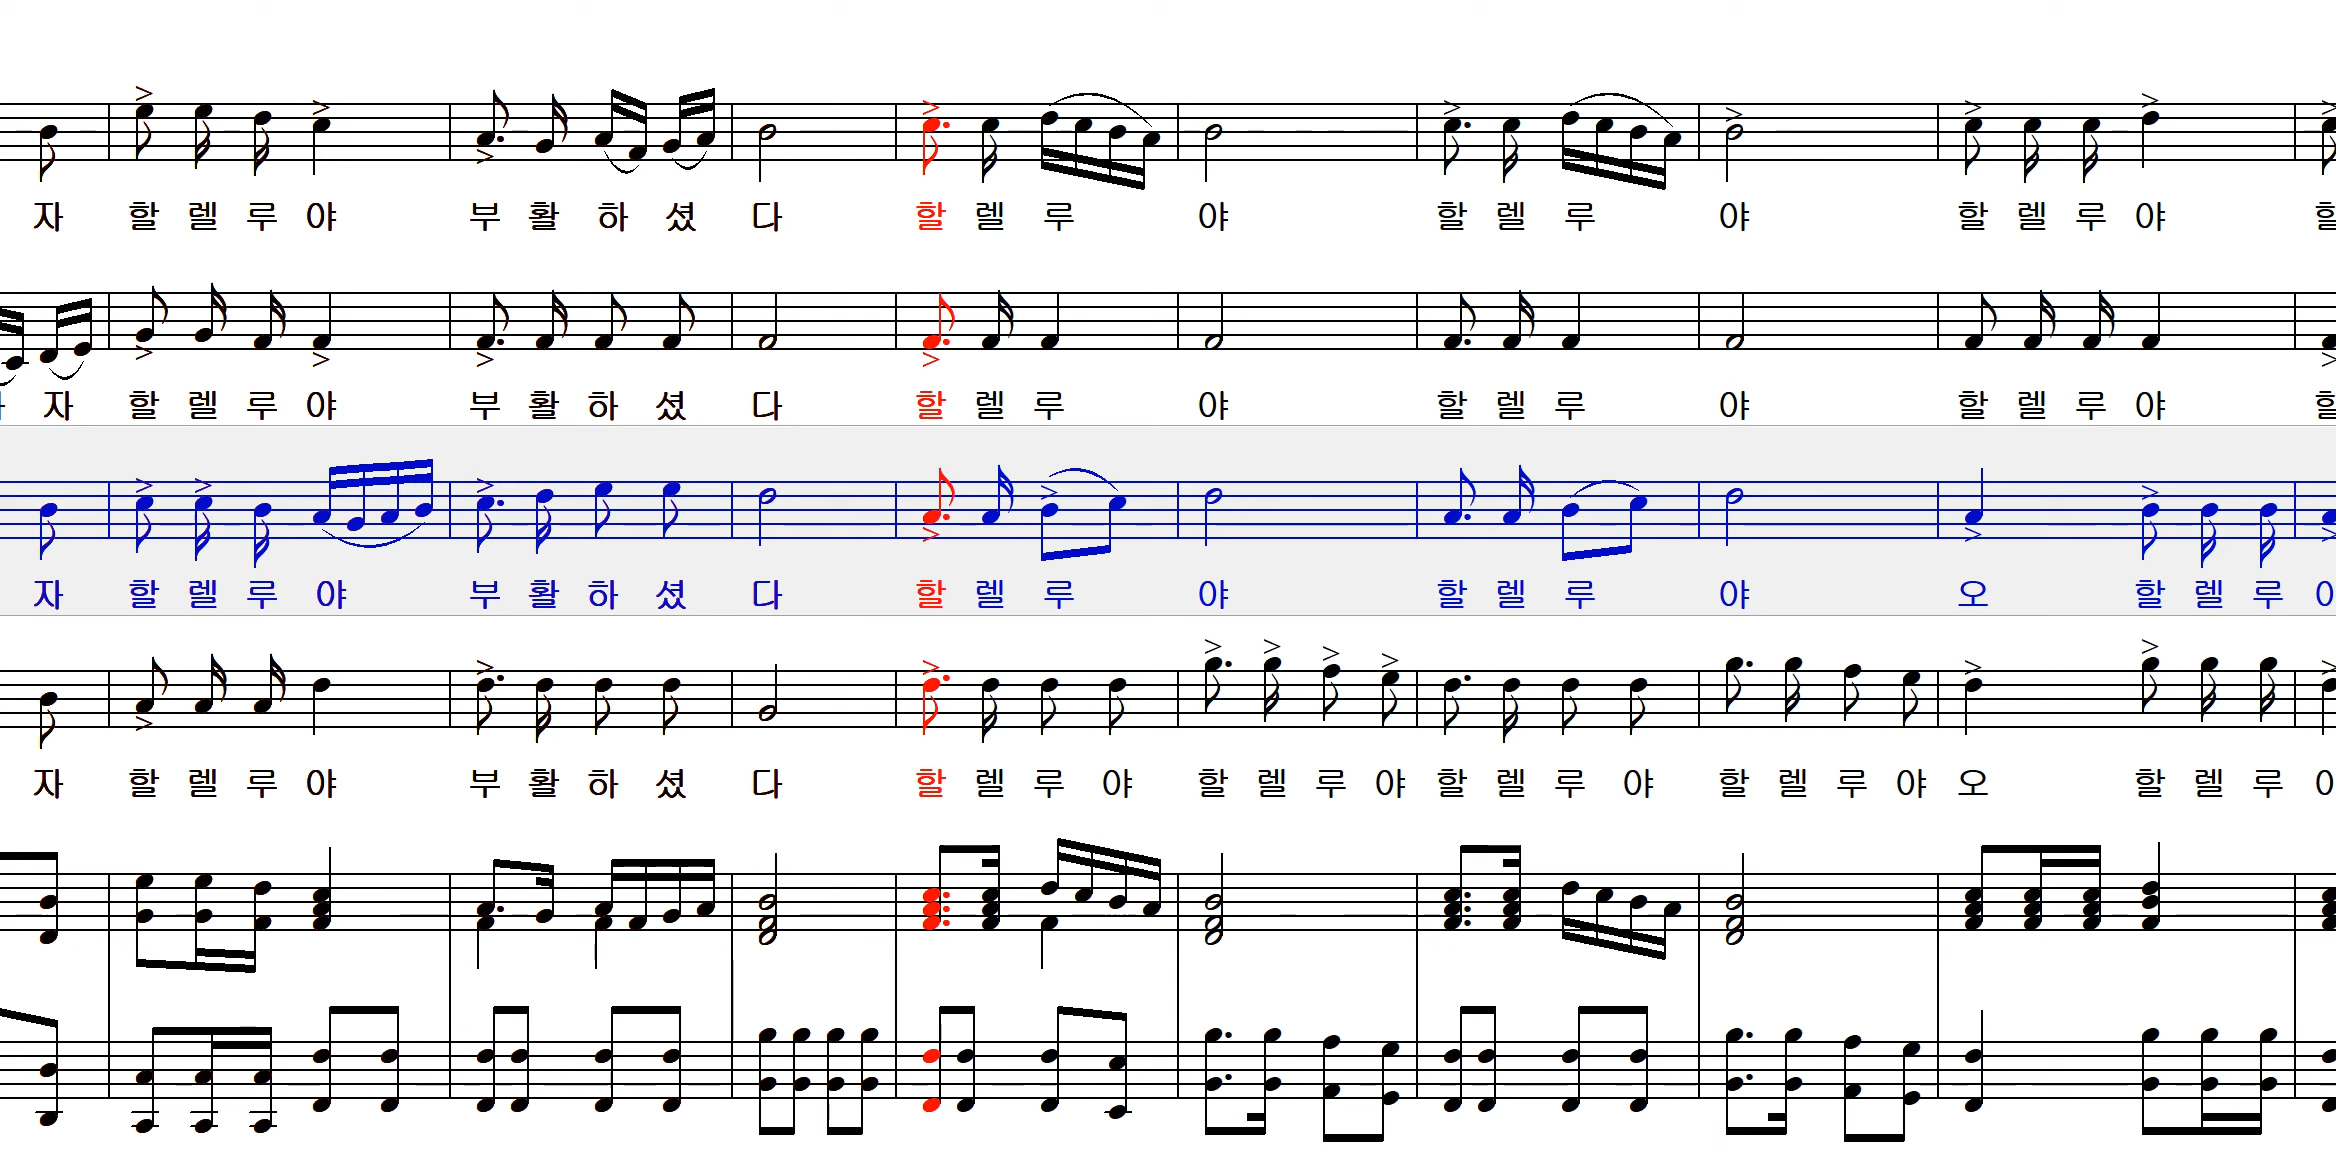 자 할 렐 루 야 부 활 하 셨 다 할 렐 루 야 할 렐 루 야 할 렐 루 야 할
자 할 렐 루 야 부 활 하 셨 다 할 렐 루 야 할 렐 루 야 할 렐 루 야 할
자 할 렐 루 야 부 활 하 셨 다 할 렐 루 야 할 렐 루 야 오 할 렐 루 야
자 할 렐 루 야 부 활 하 셨 다 할 렐 루 야 할 렐 루 야 할 렐 루 야 할 렐 루 야 오 할 렐 루 야